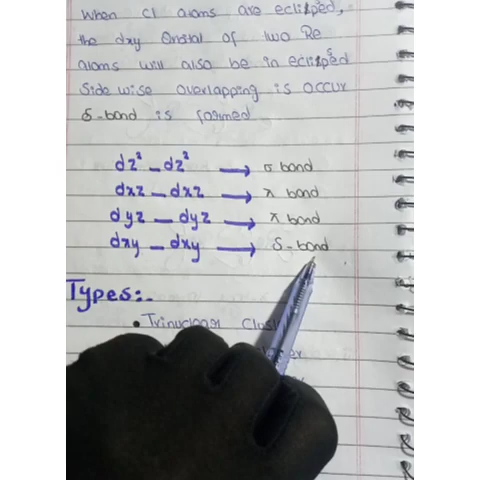 When Cl atoms are eclipsed,
the dxy Orbital of two Re
atoms will also be in eclipsed
Side wise overlapping is occur
δ-bond is formed
dz² – dz² → σ bond
dxz – dxz → π bond
dyz – dyz → π bond
dxy – dxy → δ-bond
Types:-
• Trinuclear